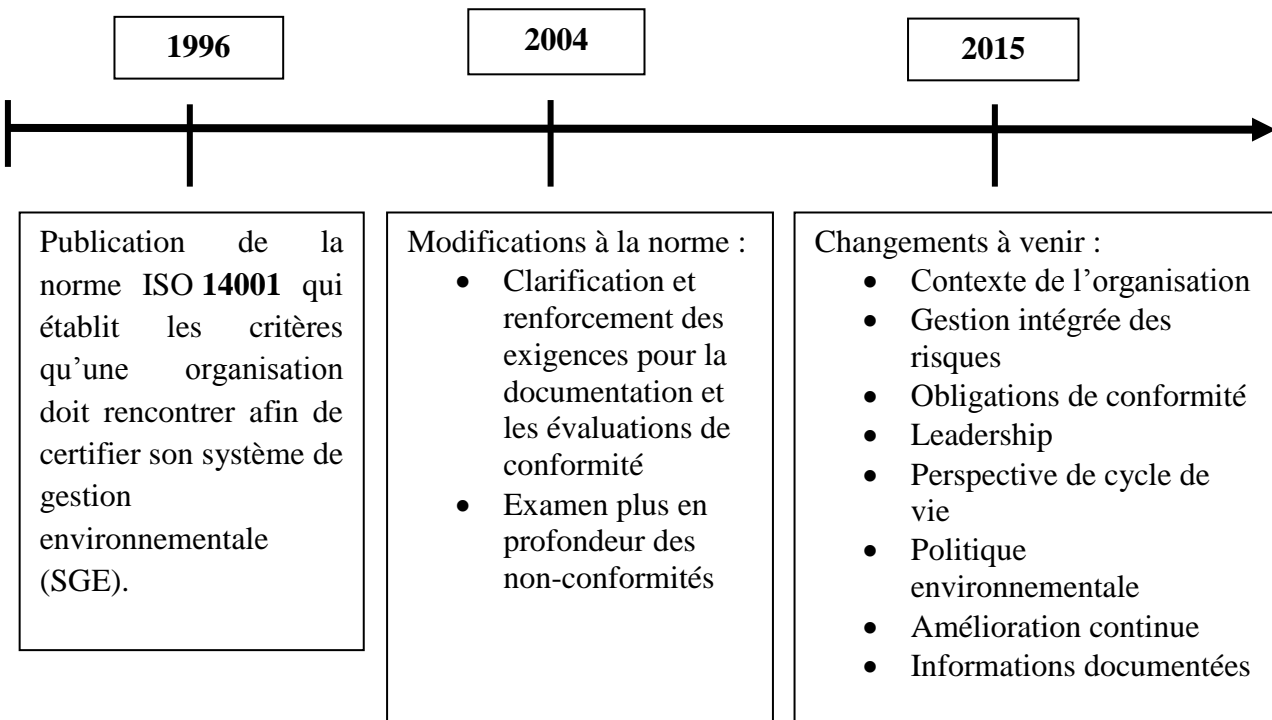 1996
2004
2015
Publication de la
norme ISO 14001 qui
établit les critères
qu’une organisation
doit rencontrer afin de
certifier son système de
gestion
environnementale
(SGE).
Modifications à la norme :
• Clarification et
renforcement des
exigences pour la
documentation et
les évaluations de
conformité
• Examen plus en
profondeur des
non-conformités
Changements à venir :
• Contexte de l’organisation
• Gestion intégrée des
risques
• Obligations de conformité
• Leadership
• Perspective de cycle de
vie
• Politique
environnementale
• Amélioration continue
• Informations documentées